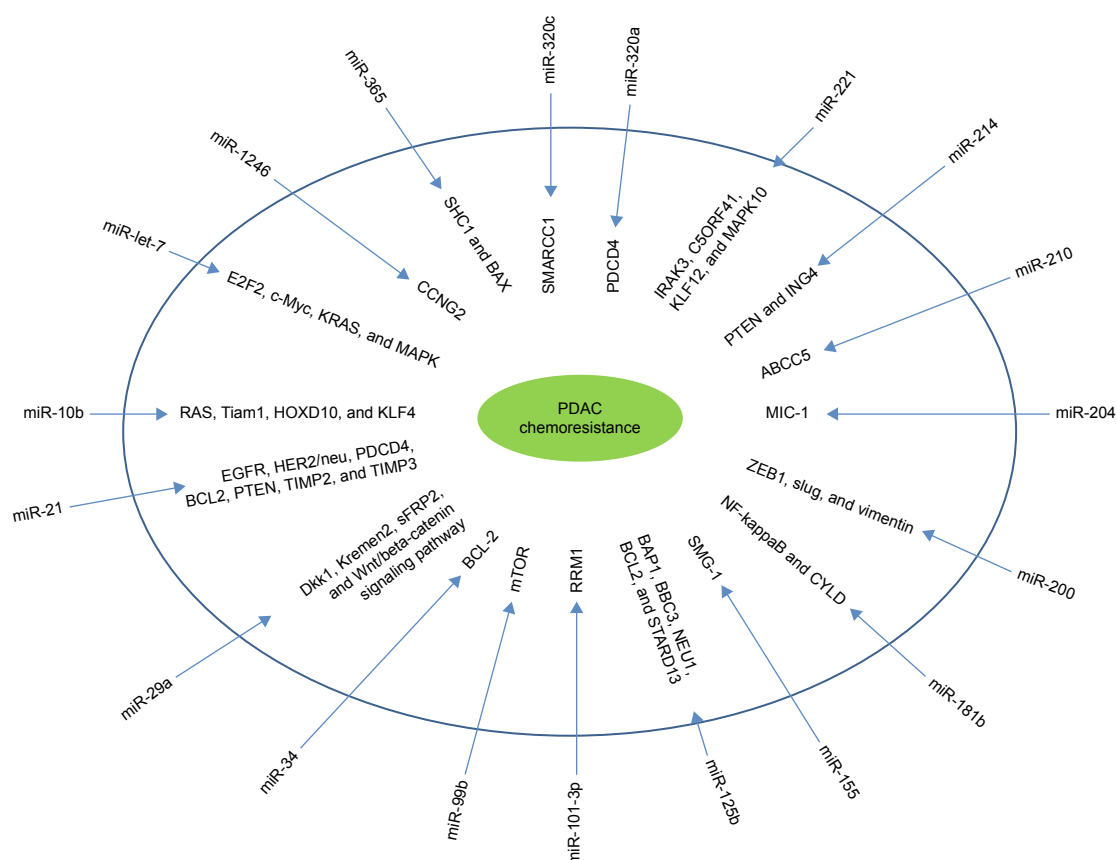 miR-320c
miR-320a
miR-365
miR-221
miR-1246
miR-214
miR-let-7
miR-210
SHC1 and BAX
SMARCC1
PDCD4
IRAK3, C5ORF41,
KLF12, and MAPK10
CCNG2
E2F2, c-Myc, KRAS, and MAPK
PTEN and ING4
ABCC5
miR-10b
RAS, Tiam1, HOXD10, and KLF4
PDAC
chemoresistance
MIC-1
miR-204
miR-21
EGFR, HER2/neu, PDCD4,
BCL2, PTEN, TIMP2, and TIMP3
ZEB1, slug, and vimentin
miR-200
Dkk1, Kremen2, sFRP2,
and Wnt/beta-catenin
signaling pathway
BCL-2
mTOR
RRM1
BAP1, BBC3, NEU1,
BCL2, and STARD13
SMG-1
NF-kappaB and CYLD
miR-29a
miR-34
miR-99b
miR-101-3p
miR-125b
miR-155
miR-181b